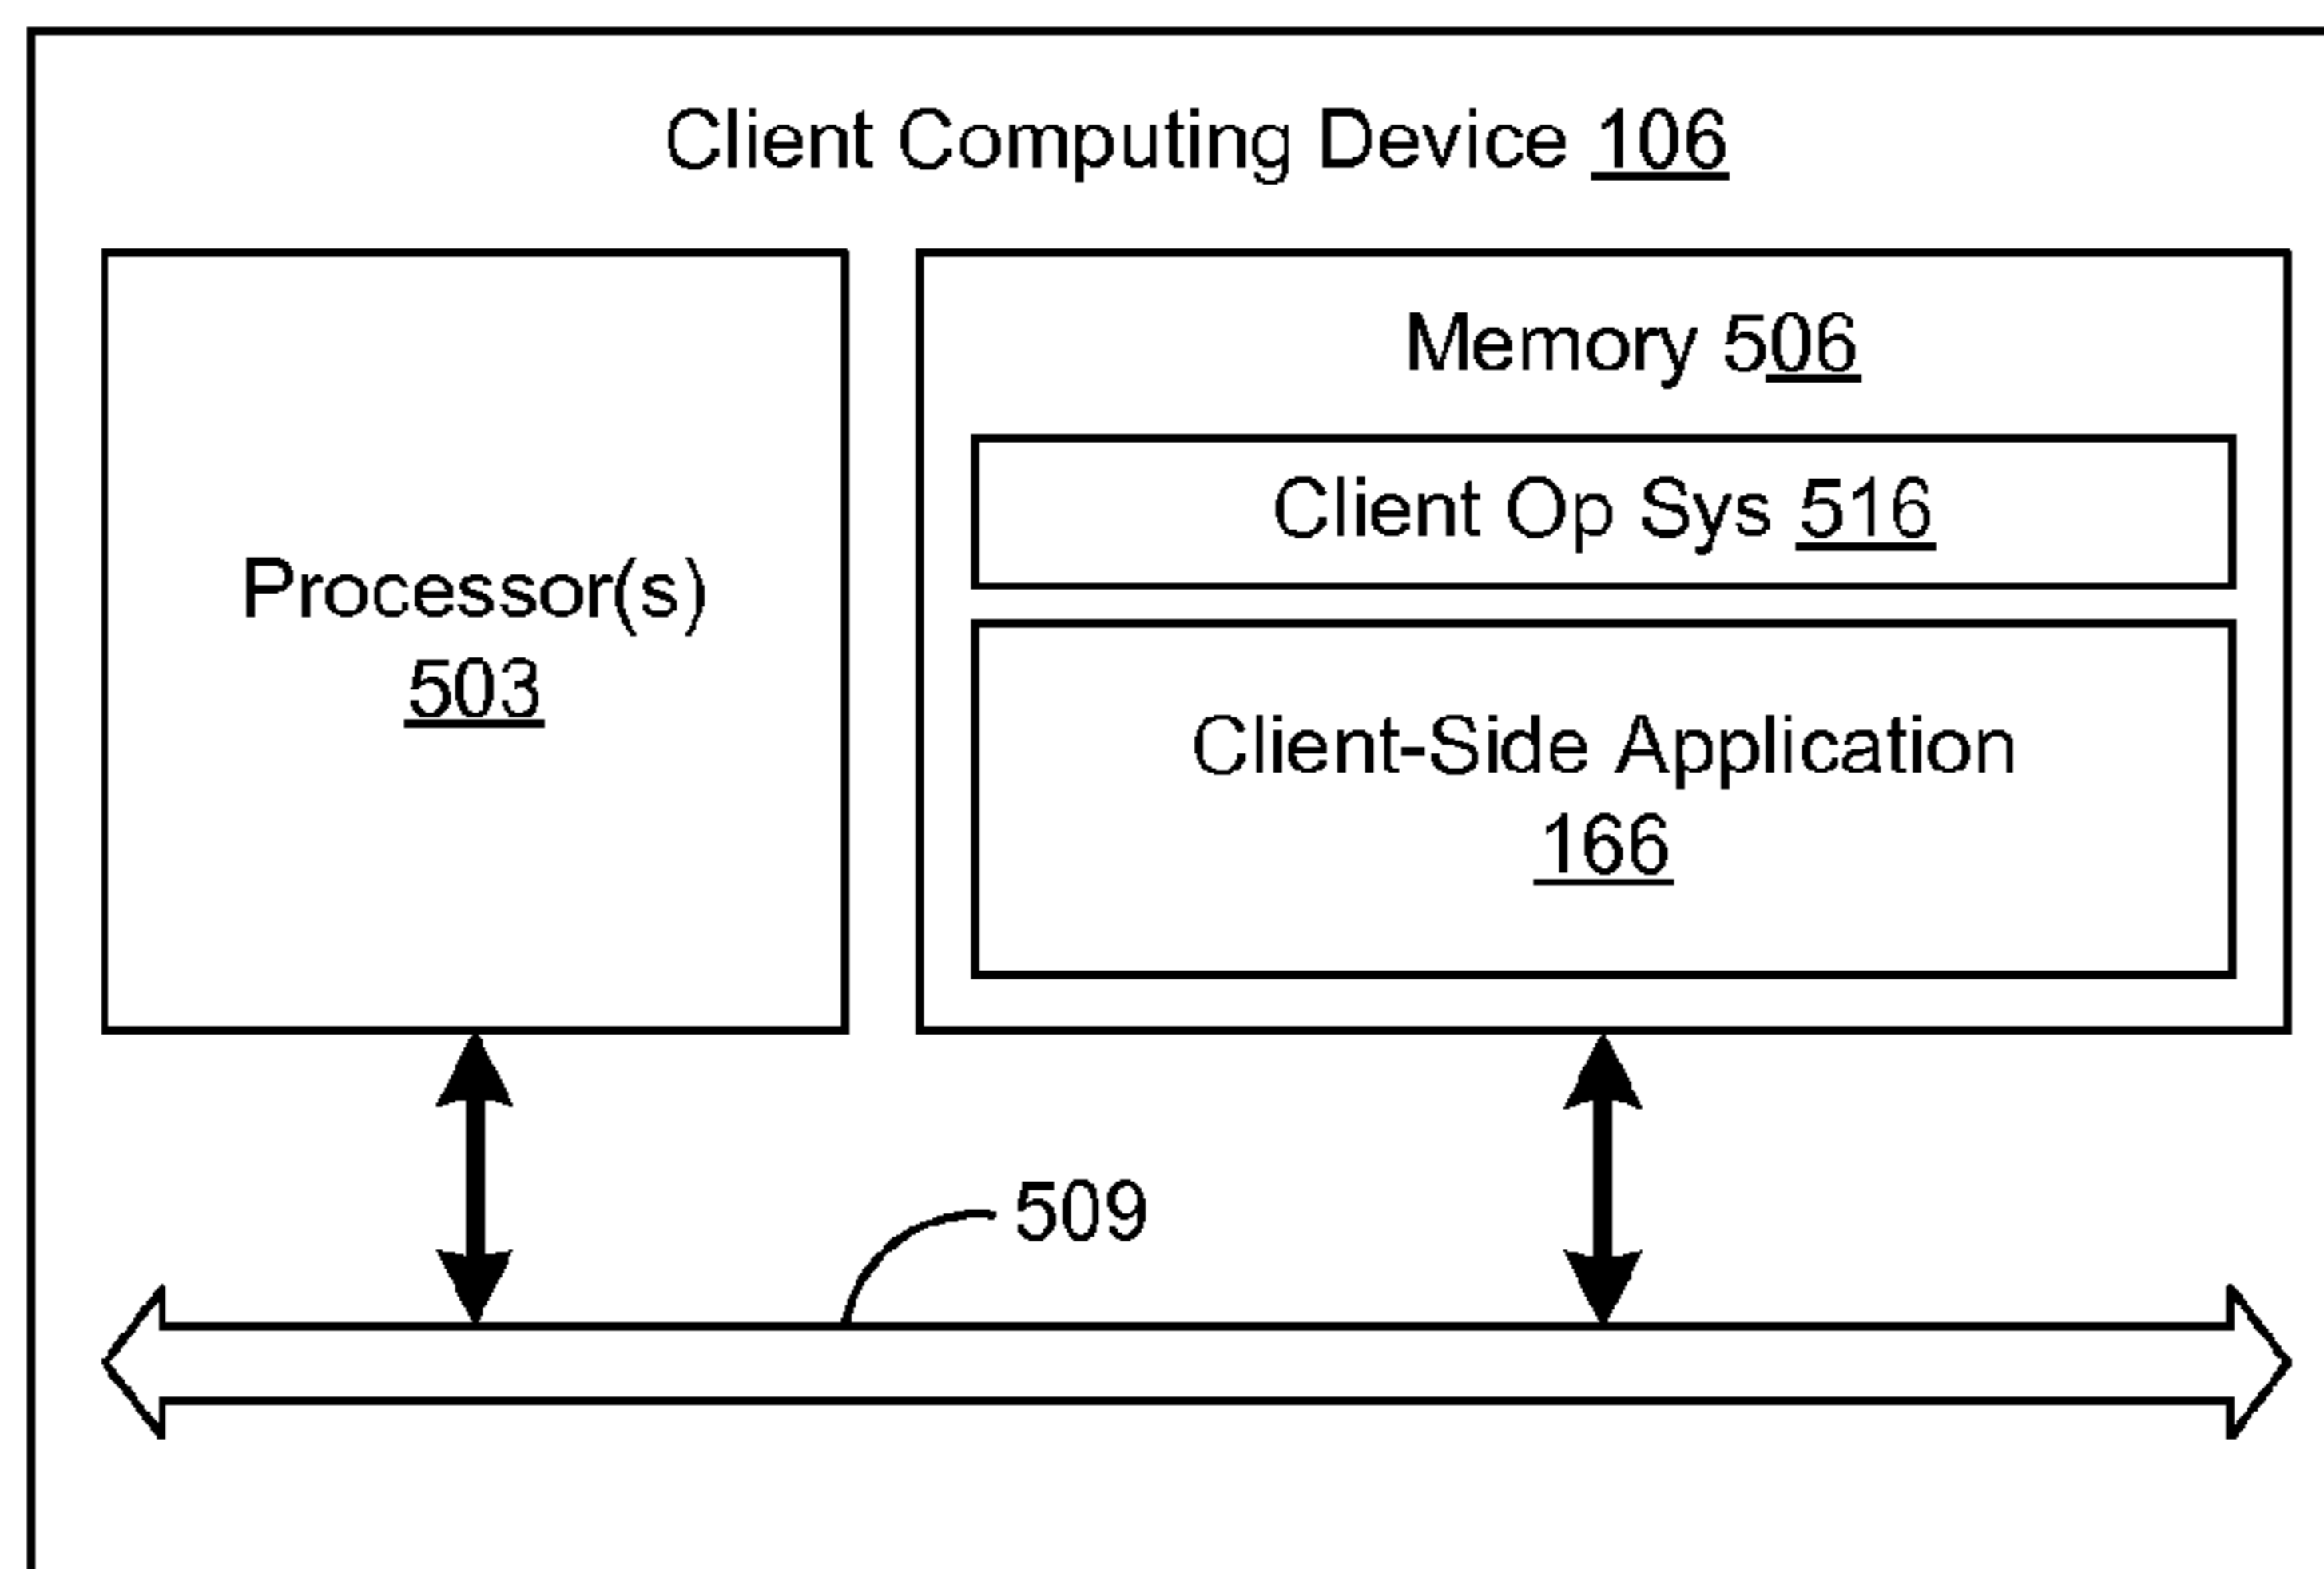 Client Computing Device 106
Processor(s)
503
Memory 506
Client Op Sys 516
Client-Side Application
166
509